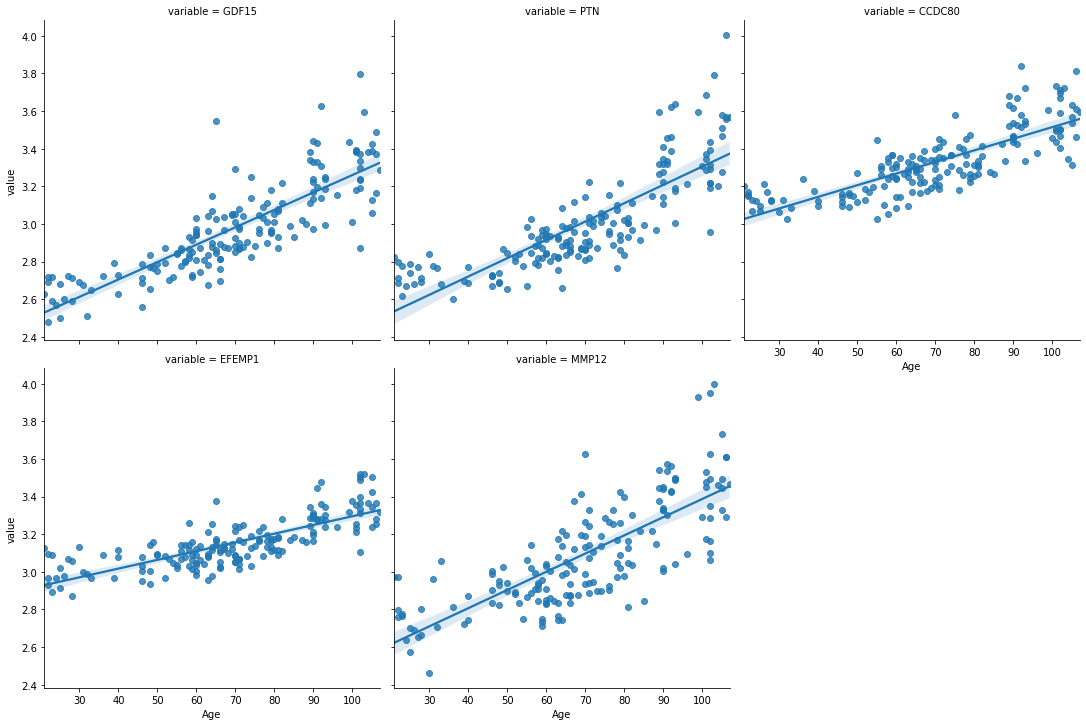 variable = GDF15
variable = PTN
variable = CCDC80
4.0
3.8
3.6
3.4
3.2
3.0
2.8
2.6
2.4
value
30 40 50 60 70 80 90 100
Age
variable = EFEMP1
variable = MMP12
4.0
3.8
3.6
3.4
3.2
3.0
2.8
2.6
2.4
value
30 40 50 60 70 80 90 100
Age
30 40 50 60 70 80 90 100
Age